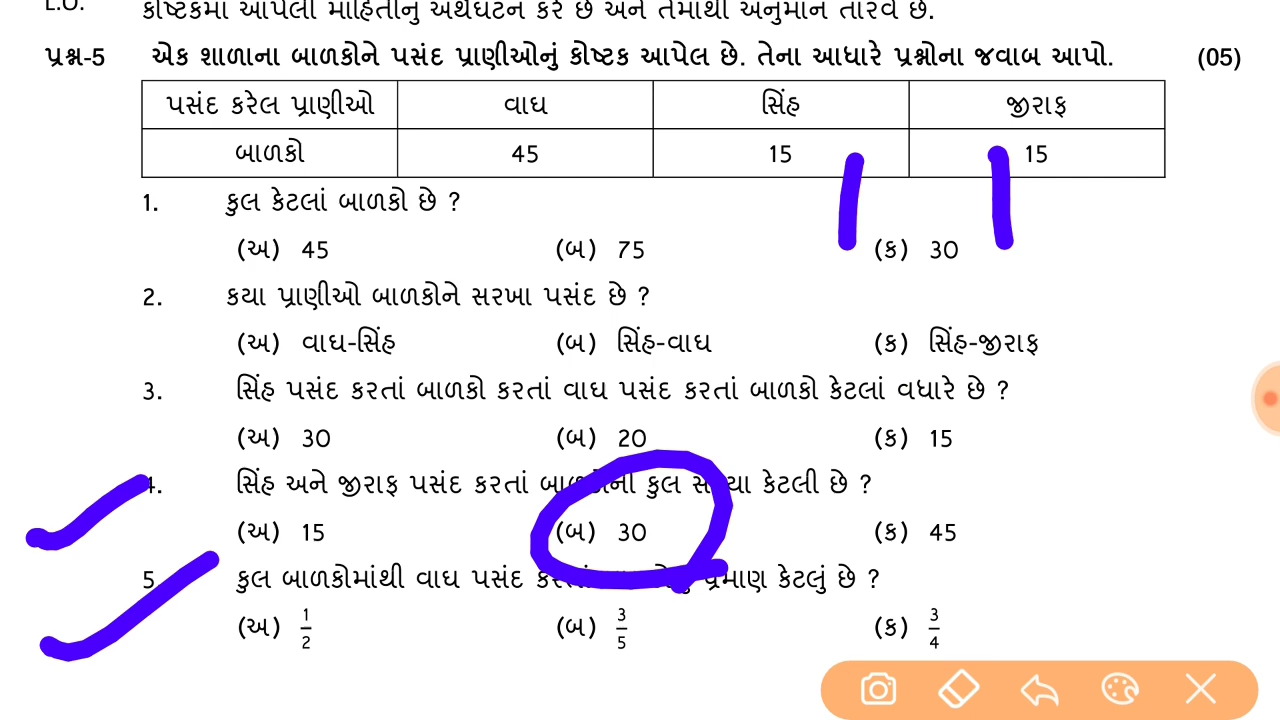 L.O. કોષ્ટકમાં આપેલી માહિતીનું અર્થઘટન કરે છે અને તેમાંથી અનુમાન તારવે છે.
પ્રશ્ન-5 એક શાળાના બાળકોને પસંદ પ્રાણીઓનું કોષ્ટક આપેલ છે. તેના આધારે પ્રશ્નોના જવાબ આપો. (05)
પસંદ કરેલ પ્રાણીઓ વાઘ સિંહ જીરાફ
બાળકો 45 15 15
1. કુલ કેટલાં બાળકો છે ?
(અ) 45 (બ) 75 (ક) 30
2. કયા પ્રાણીઓ બાળકોને સરખા પસંદ છે ?
(અ) વાઘ-સિંહ (બ) સિંહ-વાઘ (ક) સિંહ-જીરાફ
3. સિંહ પસંદ કરતાં બાળકો કરતાં વાઘ પસંદ કરતાં બાળકો કેટલાં વધારે છે ?
(અ) 30 (બ) 20 (ક) 15
4. સિંહ અને જીરાફ પસંદ કરતાં બાળકોની કુલ સંખ્યા કેટલી છે ?
(અ) 15 (બ) 30 (ક) 45
5. કુલ બાળકોમાંથી વાઘ પસંદ કરતાં પ્રમાણ કેટલું છે ?
(અ) 1/2 (બ) 3/5 (ક) 3/4